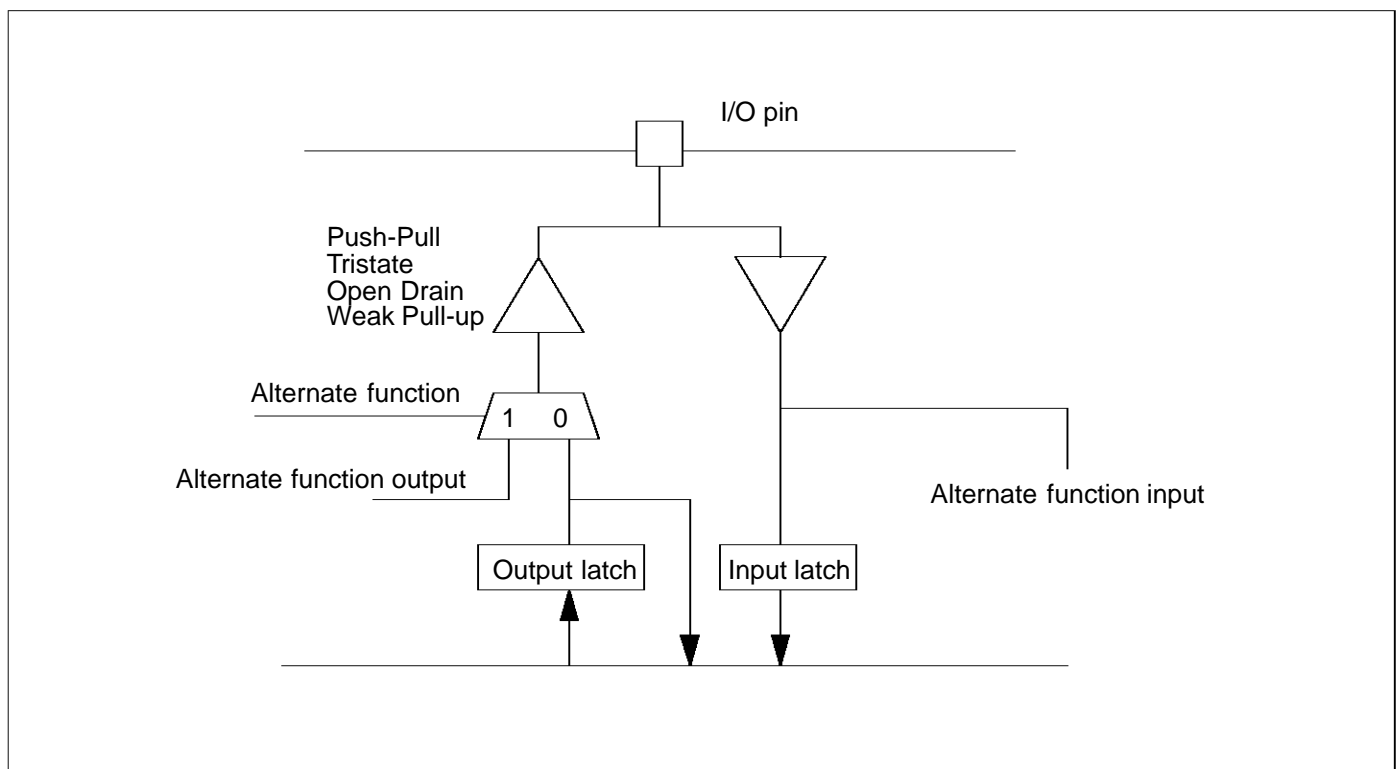 I/O pin
Push-Pull
Tristate
Open Drain
Weak Pull-up
Alternate function
1 0
Alternate function output
Alternate function input
Output latch
Input latch